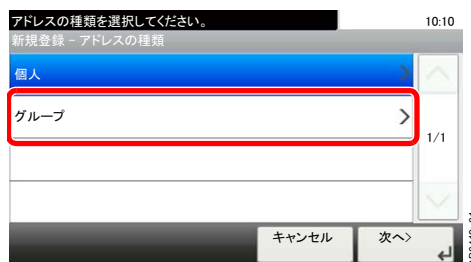 アドレスの種類を選択してください。 10:10
新規登録 - アドレスの種類
個人
グループ
1/1
キャンセル 次へ>